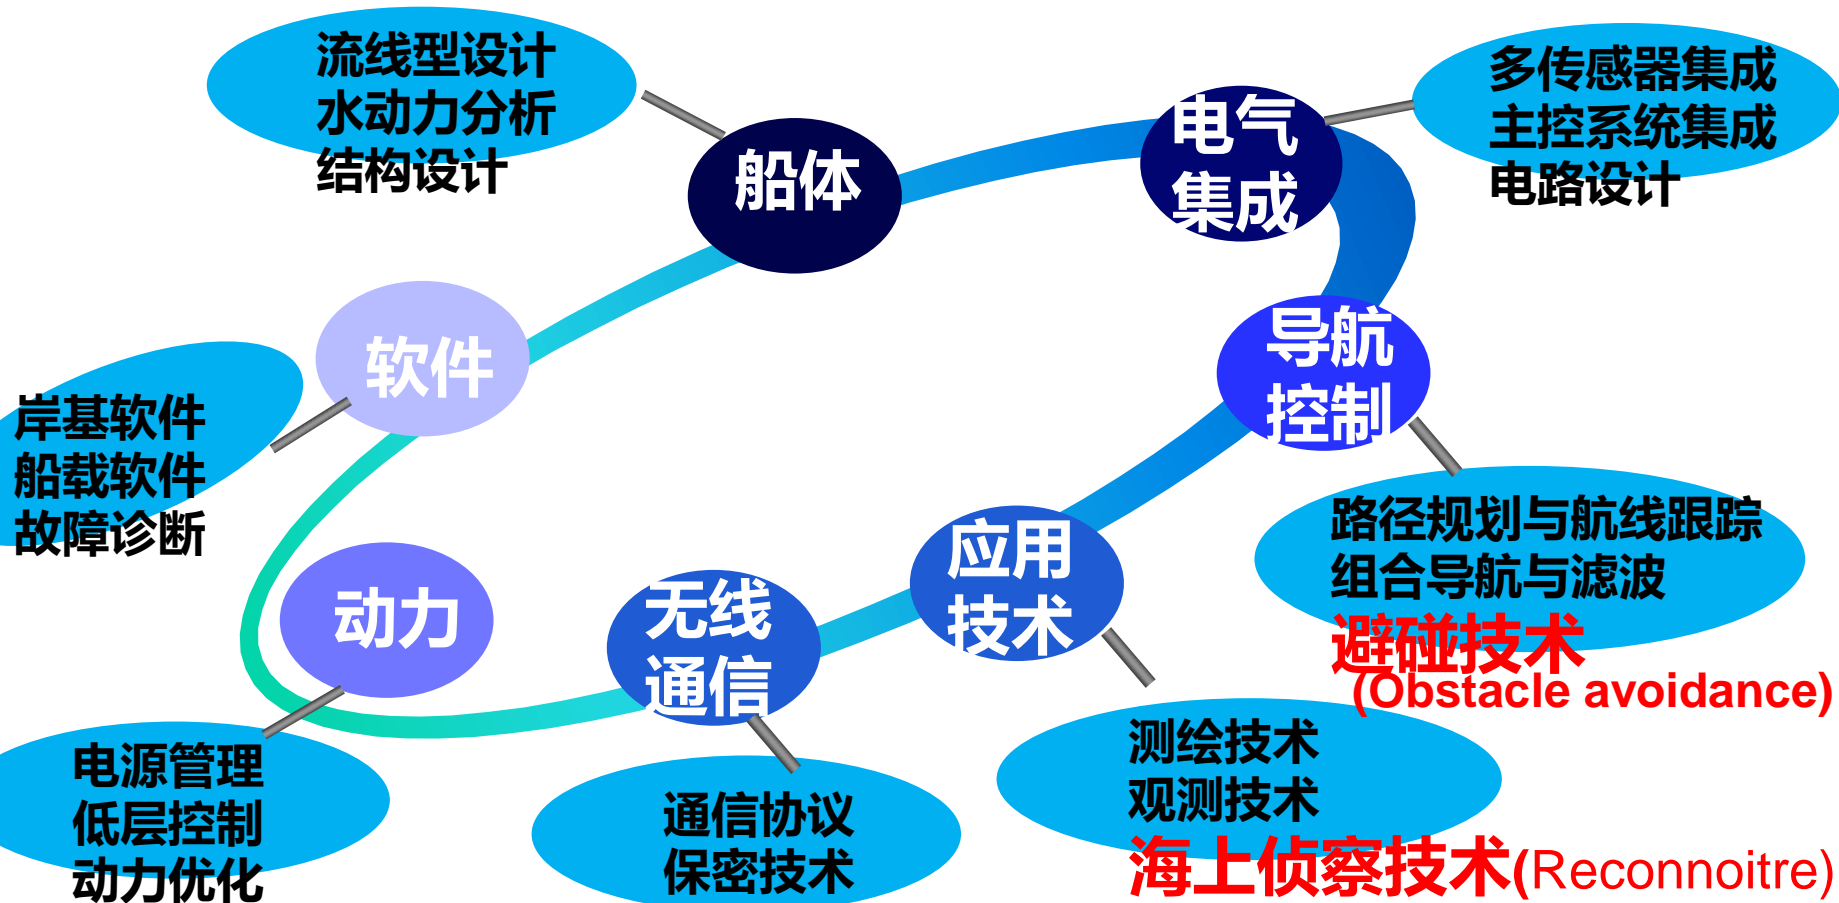 流线型设计
水动力分析
结构设计
船体
电气
集成
多传感器集成
主控系统集成
电路设计
软件
岸基软件
船载软件
故障诊断
导航
控制
路径规划与航线跟踪
组合导航与滤波
避碰技术
(Obstacle avoidance)
应用
技术
测绘技术
观测技术
海上侦察技术(Reconnoitre)
无线
通信
通信协议
保密技术
动力
电源管理
低层控制
动力优化